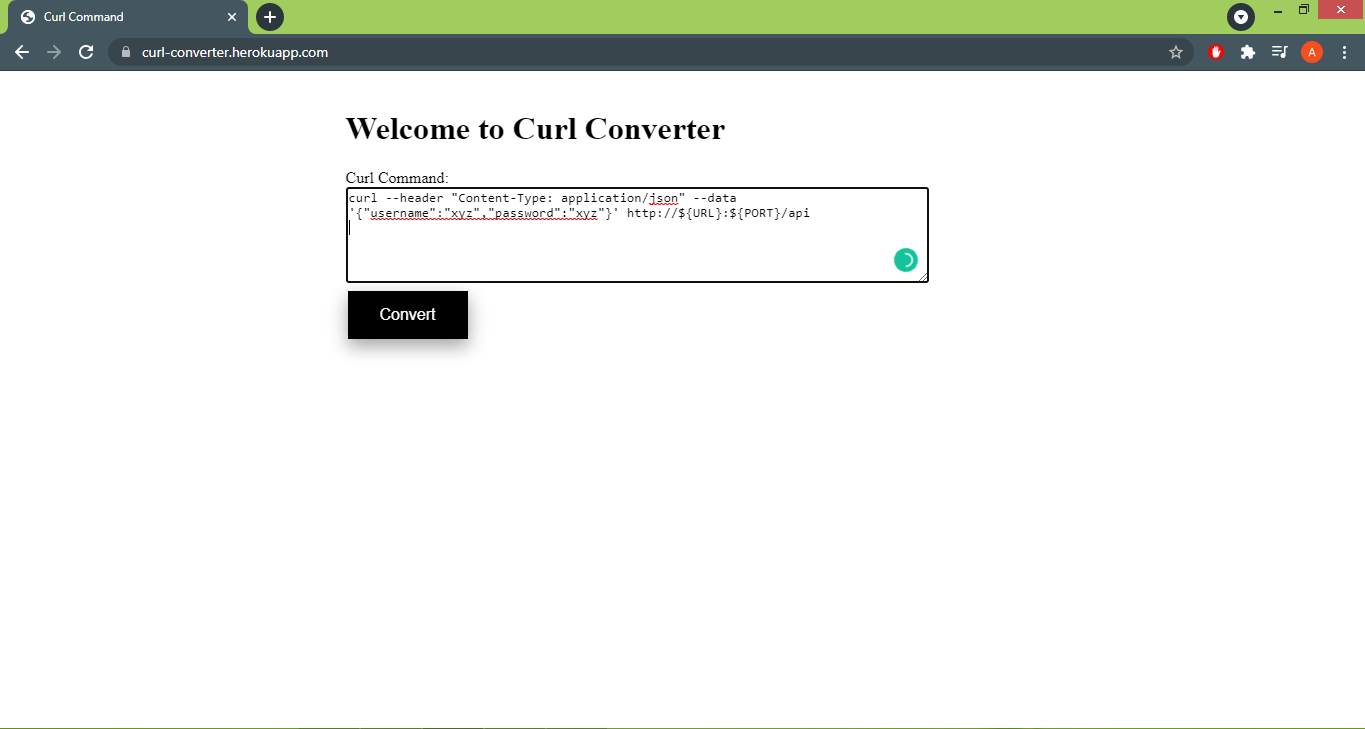 Curl Command
curl-converter.herokuapp.com
A
Welcome to Curl Converter
Curl Command:
curl --header "Content-Type: application/json" --data
'{"username":"xyz","password":"xyz"}' http://${URL}:${PORT}/api
Convert